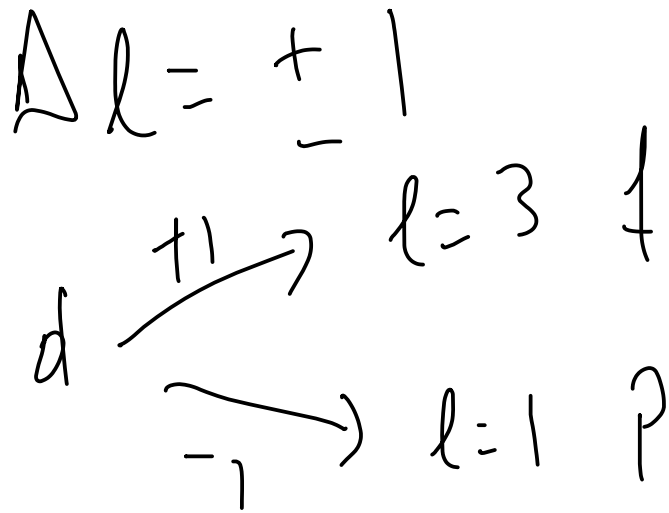 Δl = ± 1
+1
l = 3 f
d
l = 1 p
-1